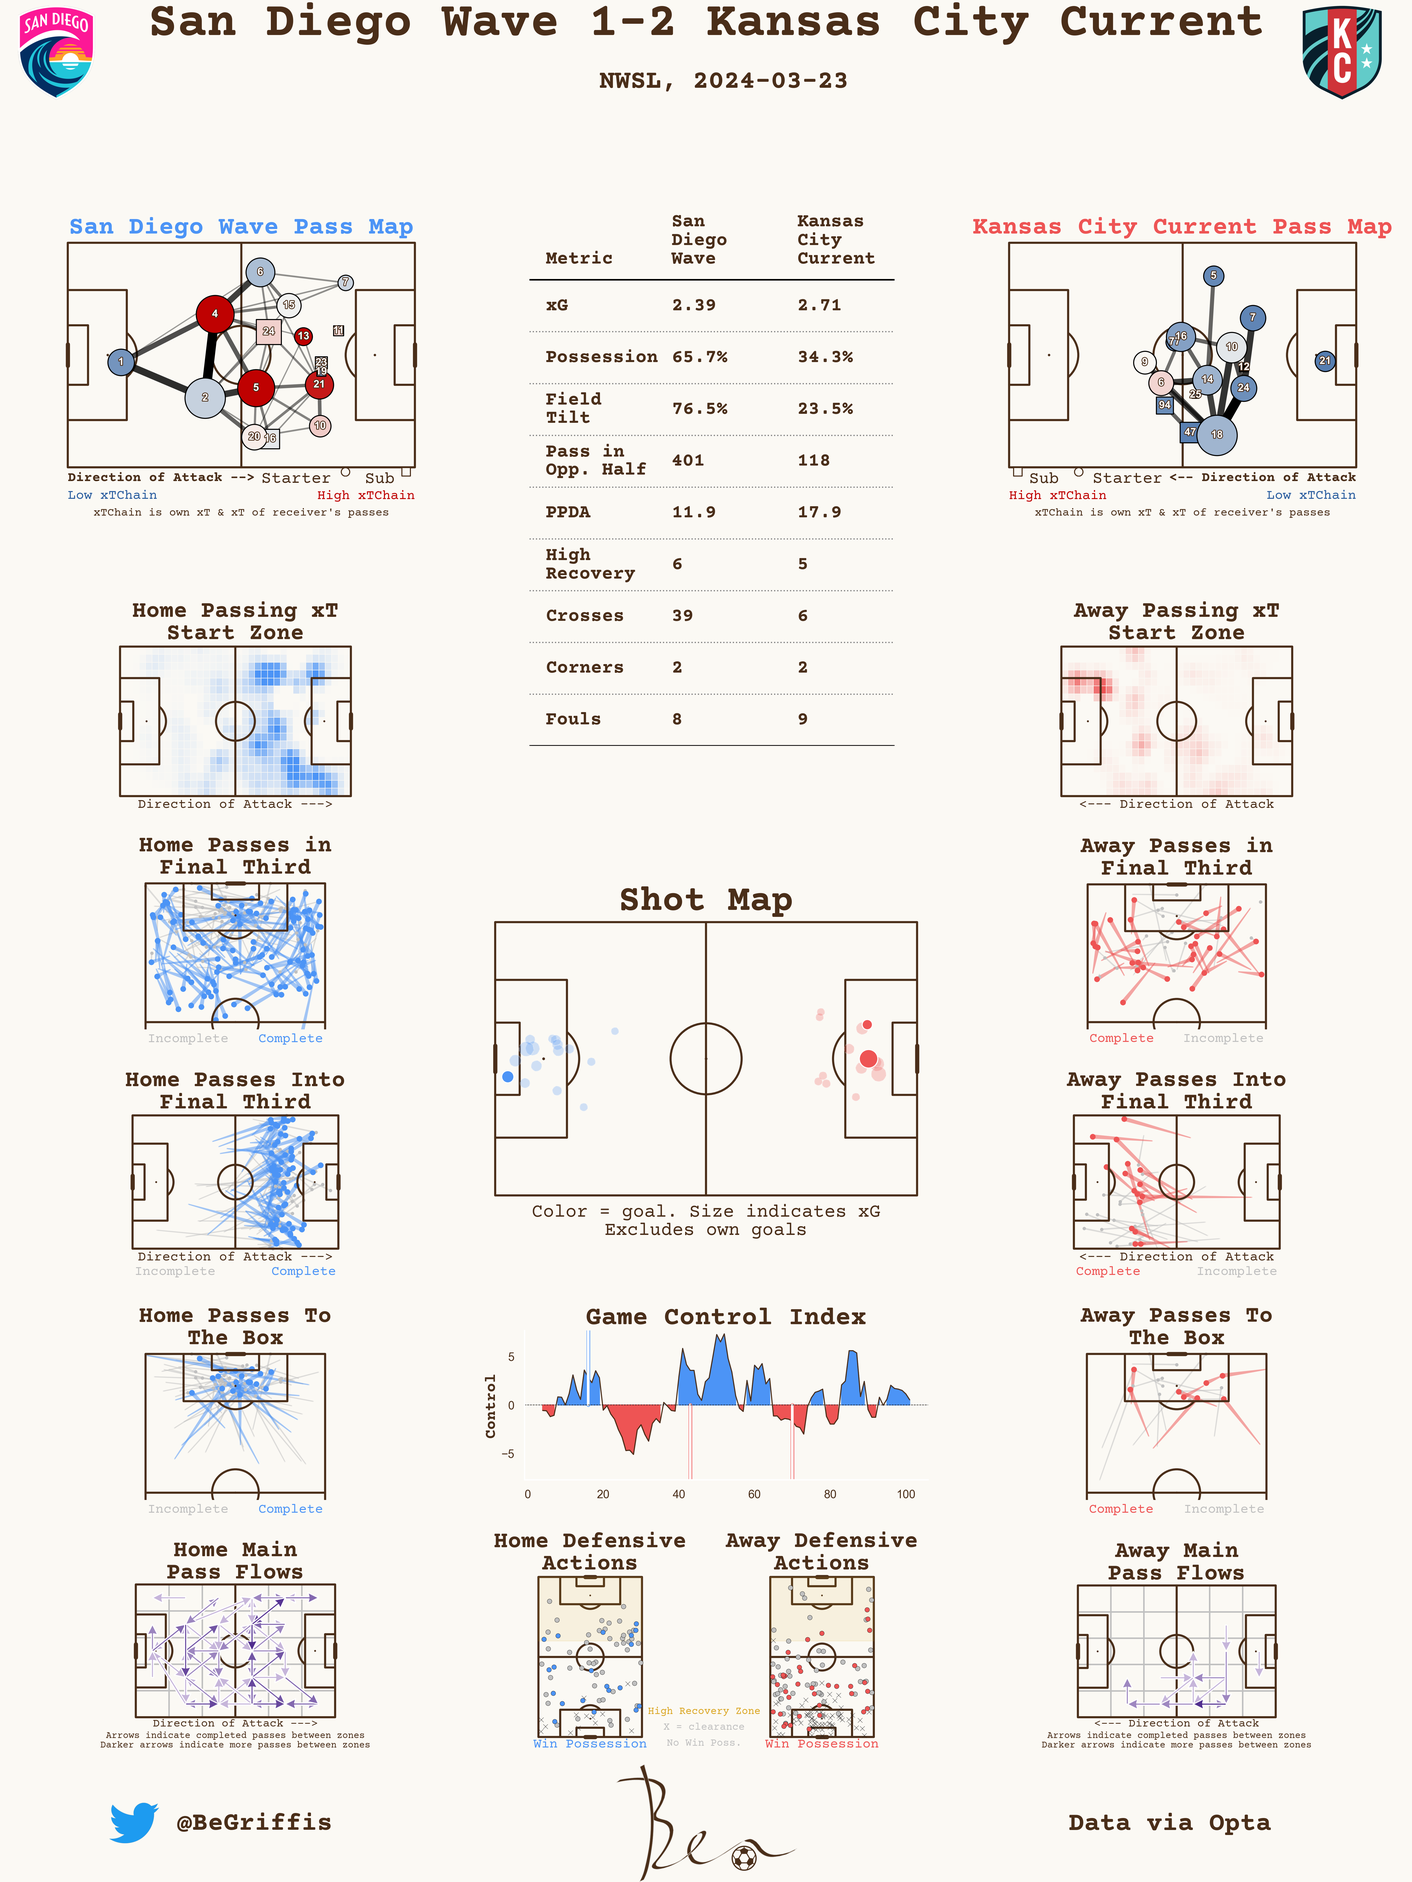 San Diego Wave 1-2 Kansas City Current
NWSL, 2024-03-23
SAN DIEGO
KC
San Diego Wave Pass Map
6
7
15
4
24
13
11
1
23
19
21
5
2
10
20
16
Direction of Attack --> Starter Sub
Low xTChain High xTChain
xTChain is own xT & xT of receiver's passes
Metric San Diego Wave Kansas City Current
xG 2.39 2.71
Possession 65.7% 34.3%
Field Tilt 76.5% 23.5%
Pass in Opp. Half 401 118
PPDA 11.9 17.9
High Recovery 6 5
Crosses 39 6
Corners 2 2
Fouls 8 9
Kansas City Current Pass Map
5
7
16
77
10
9
12
21
6
14
24
25
94
47
18
Sub Starter <-- Direction of Attack
High xTChain Low xTChain
xTChain is own xT & xT of receiver's passes
Home Passing xT
Start Zone
Direction of Attack --->
Away Passing xT
Start Zone
<--- Direction of Attack
Home Passes in
Final Third
Incomplete Complete
Away Passes in
Final Third
Complete Incomplete
Shot Map
Color = goal. Size indicates xG
Excludes own goals
Home Passes Into
Final Third
Direction of Attack --->
Incomplete Complete
Away Passes Into
Final Third
<--- Direction of Attack
Complete Incomplete
Home Passes To
The Box
Incomplete Complete
Game Control Index
Control
5
0
−5
0 20 40 60 80 100
Away Passes To
The Box
Complete Incomplete
Home Main
Pass Flows
Direction of Attack --->
Arrows indicate completed passes between zones
Darker arrows indicate more passes between zones
Home Defensive
Actions
Win Possession
High Recovery Zone
X = clearance
No Win Poss.
Away Defensive
Actions
Win Possession
Away Main
Pass Flows
<--- Direction of Attack
Arrows indicate completed passes between zones
Darker arrows indicate more passes between zones
@BeGriffis
Ben
Data via Opta